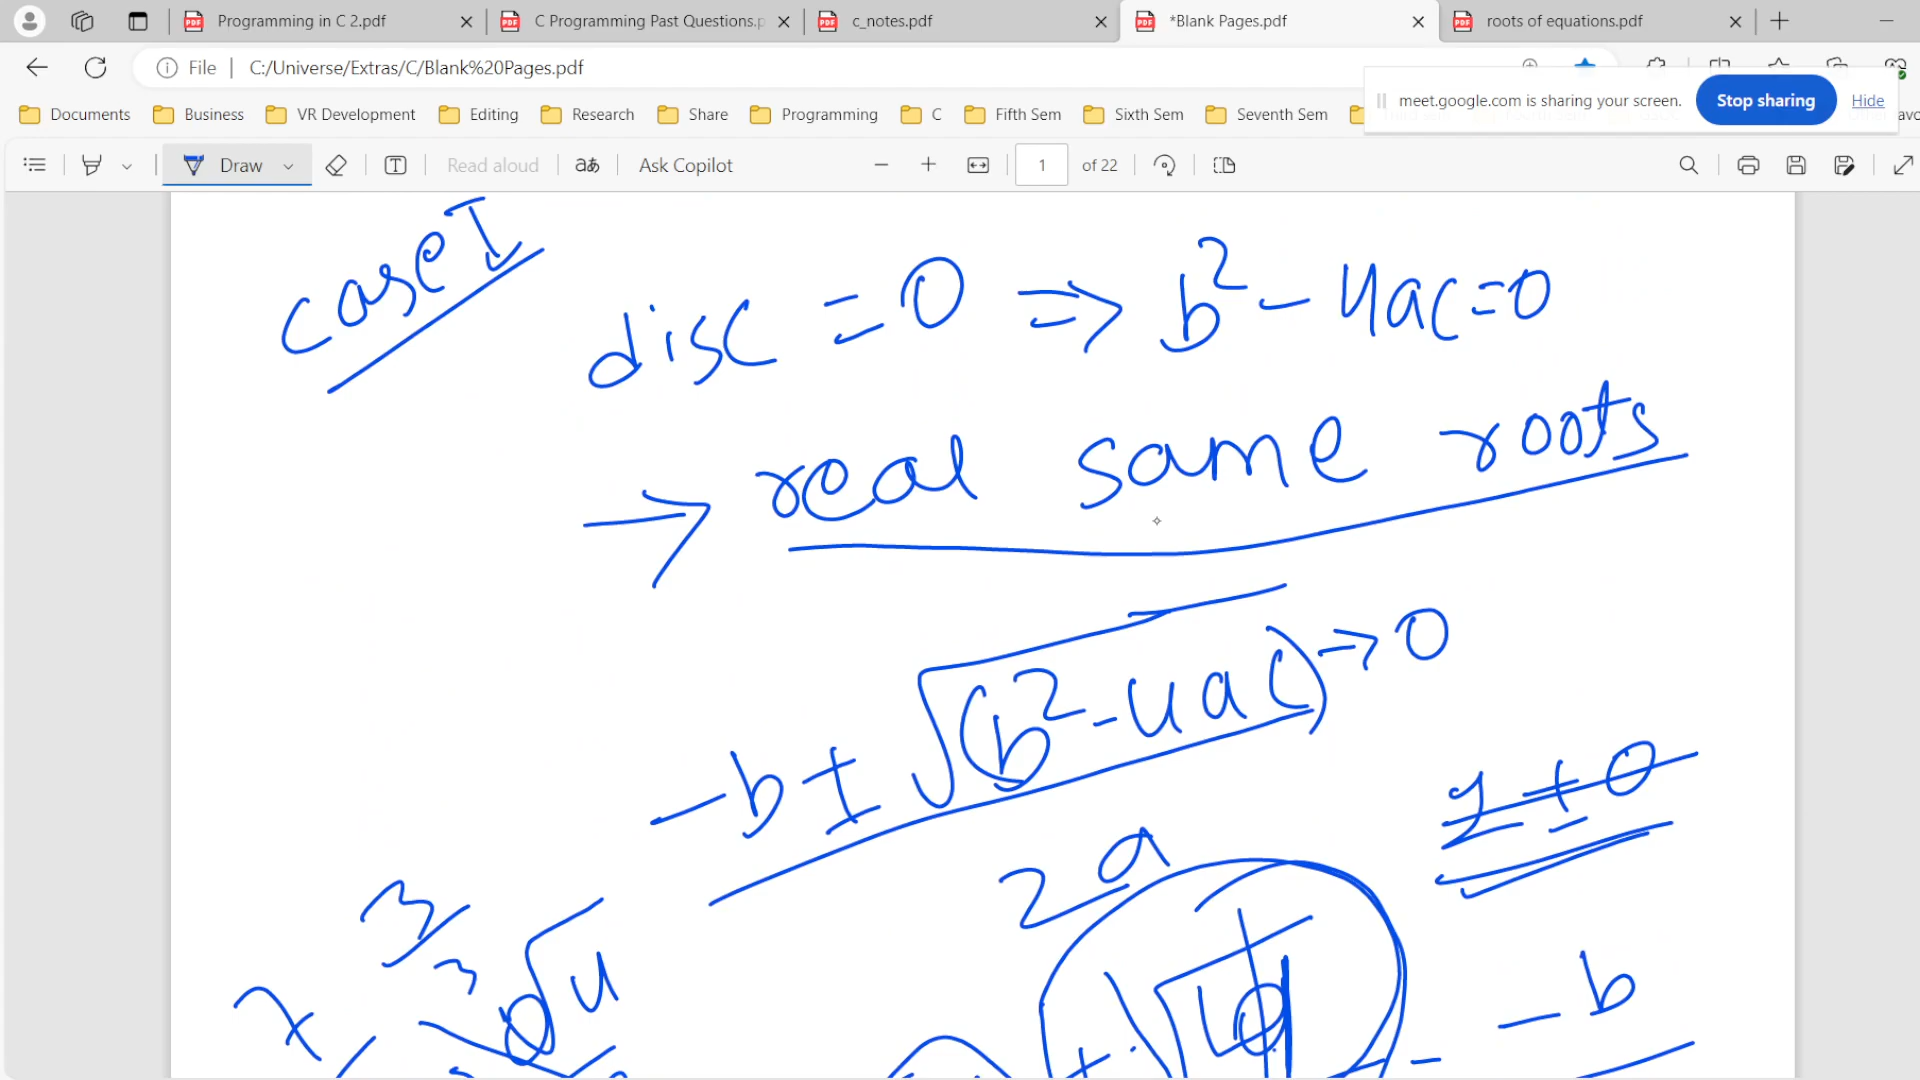 Programming in C 2.pdf
C Programming Past Questions.p
c_notes.pdf
*Blank Pages.pdf
roots of equations.pdf
File
C:/Universe/Extras/C/Blank%20Pages.pdf
meet.google.com is sharing your screen.
Stop sharing
Hide
Documents
Business
VR Development
Editing
Research
Share
Programming
C
Fifth Sem
Sixth Sem
Seventh Sem
Draw
Read aloud
aあ
Ask Copilot
1
of 22
case I
disc = 0 ⇒ b² - 4ac = 0
→ real same roots
-b ± √(b² - 4ac) → 0
2a
- b